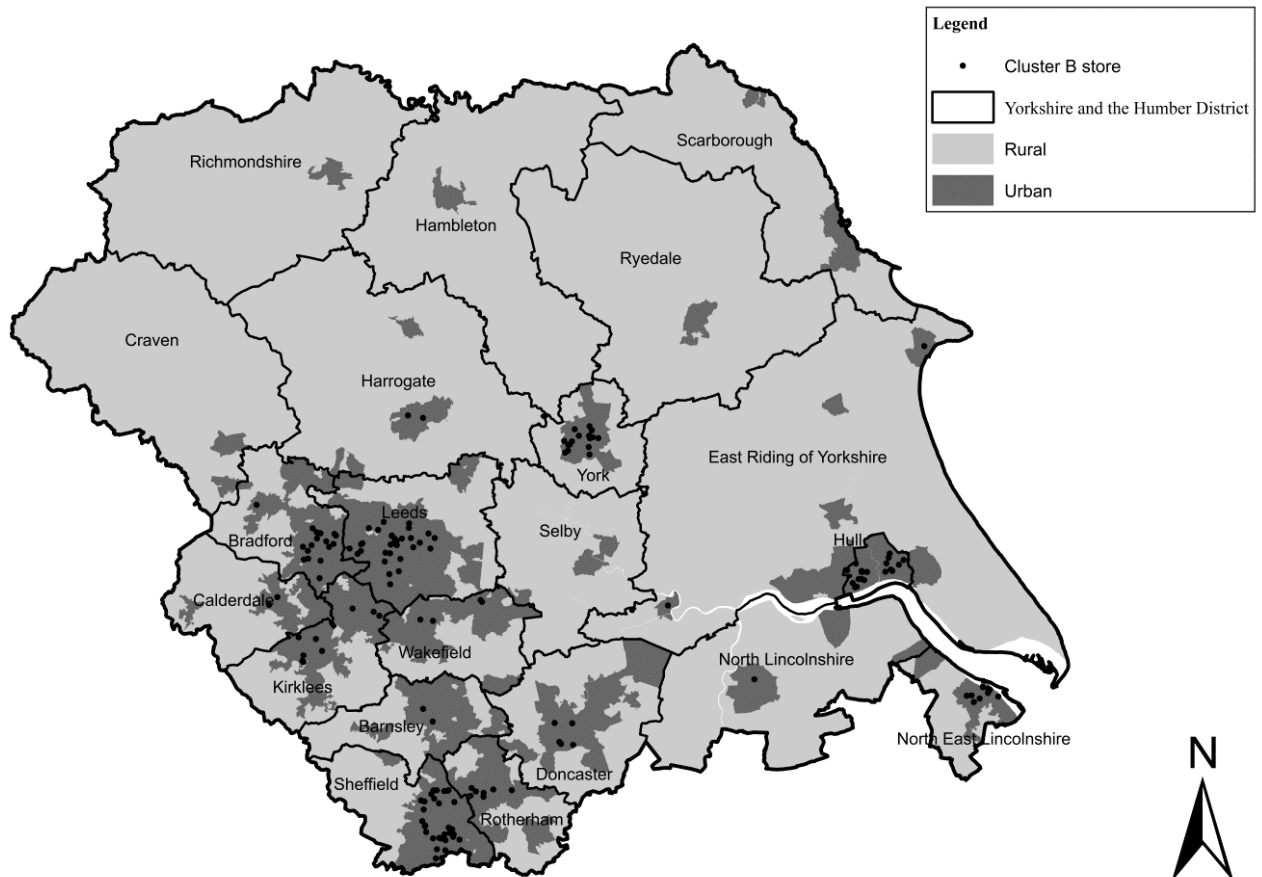 Legend
Cluster B store
Yorkshire and the Humber District
Rural
Urban
Scarborough
Richmondshire
Hambleton
Ryedale
Craven
Harrogate
East Riding of Yorkshire
York
Leeds
Selby
Bradford
Hull
Calderdale
Wakefield
North Lincolnshire
Kirklees
Barnsley
North East Lincolnshire
Doncaster
Sheffield
Rotherham
N